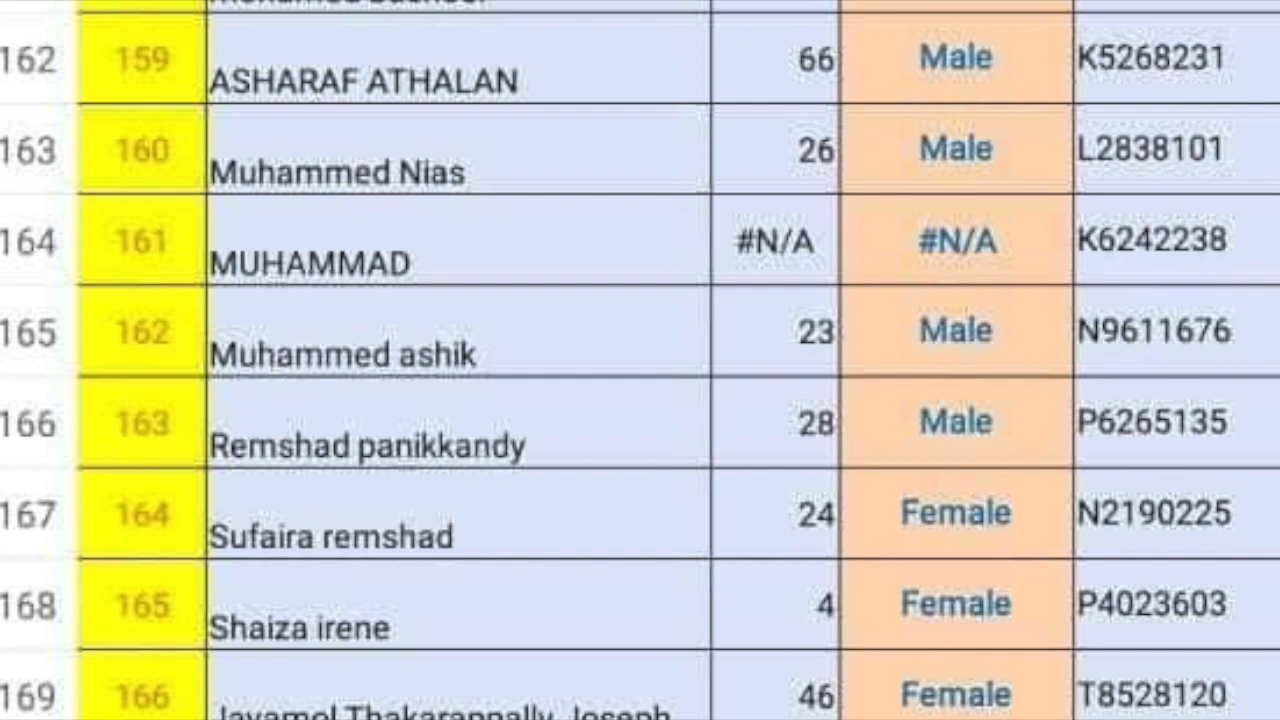 162 159 ASHARAF ATHALAN 66 Male K5268231
163 160 Muhammed Nias 26 Male L2838101
164 161 MUHAMMAD #N/A #N/A K6242238
165 162 Muhammed ashik 23 Male N9611676
166 163 Remshad panikkandy 28 Male P6265135
167 164 Sufaira remshad 24 Female N2190225
168 165 Shaiza irene 4 Female P4023603
169 166 Joseph 46 Female T8528120